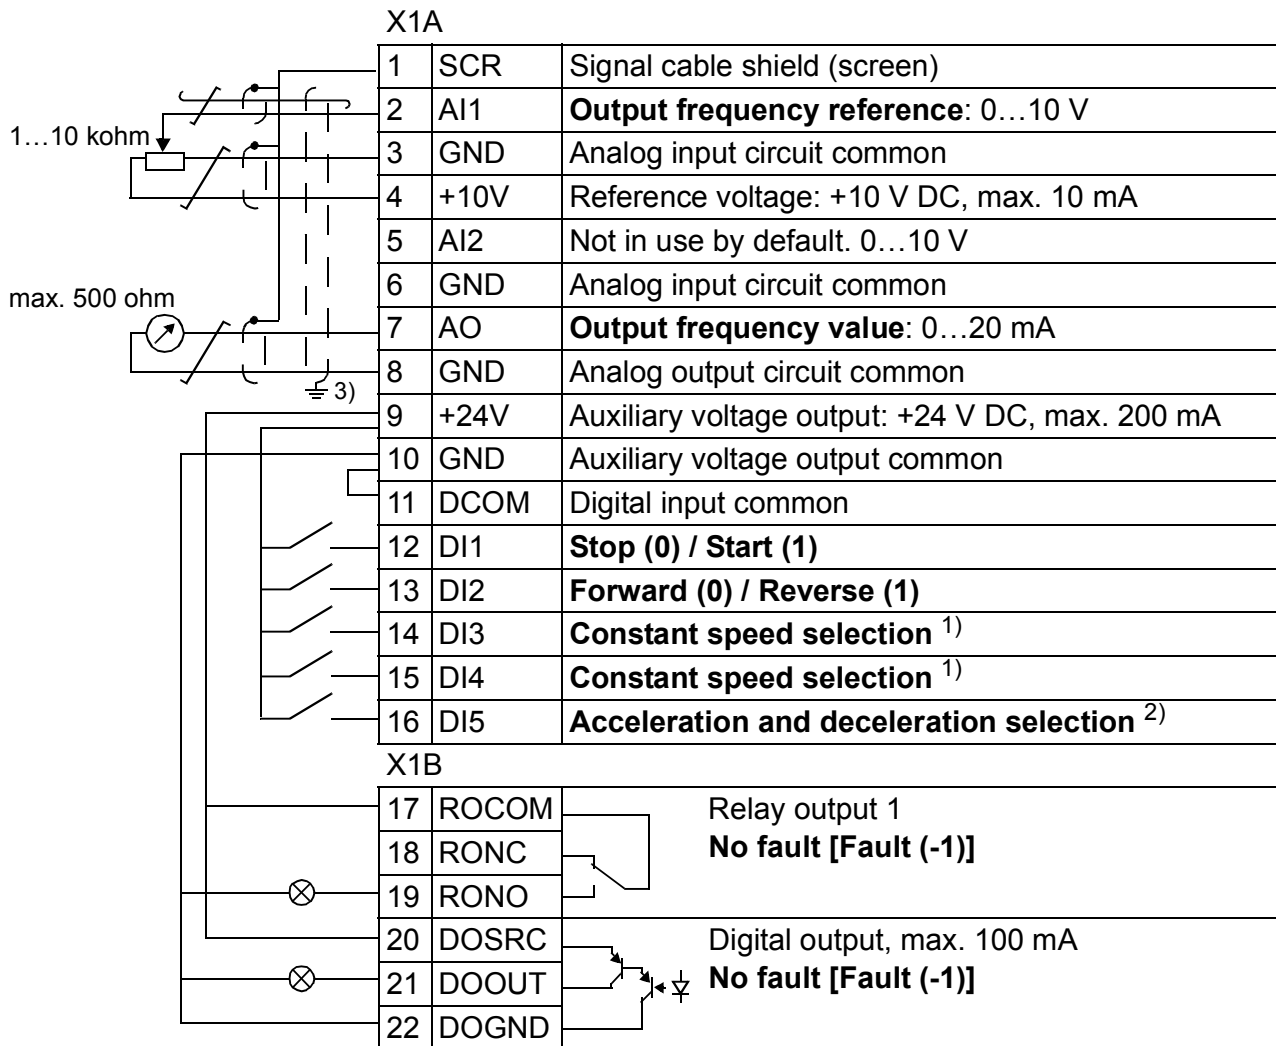 X1A
1 SCR Signal cable shield (screen)
2 AI1 Output frequency reference: 0…10 V
1…10 kohm
3 GND Analog input circuit common
4 +10V Reference voltage: +10 V DC, max. 10 mA
5 AI2 Not in use by default. 0…10 V
6 GND Analog input circuit common
max. 500 ohm
7 AO Output frequency value: 0…20 mA
8 GND Analog output circuit common
3)
9 +24V Auxiliary voltage output: +24 V DC, max. 200 mA
10 GND Auxiliary voltage output common
11 DCOM Digital input common
12 DI1 Stop (0) / Start (1)
13 DI2 Forward (0) / Reverse (1)
14 DI3 Constant speed selection 1)
15 DI4 Constant speed selection 1)
16 DI5 Acceleration and deceleration selection 2)
X1B
17 ROCOM Relay output 1
18 RONC No fault [Fault (-1)]
19 RONO
20 DOSRC Digital output, max. 100 mA
21 DOOUT No fault [Fault (-1)]
22 DOGND